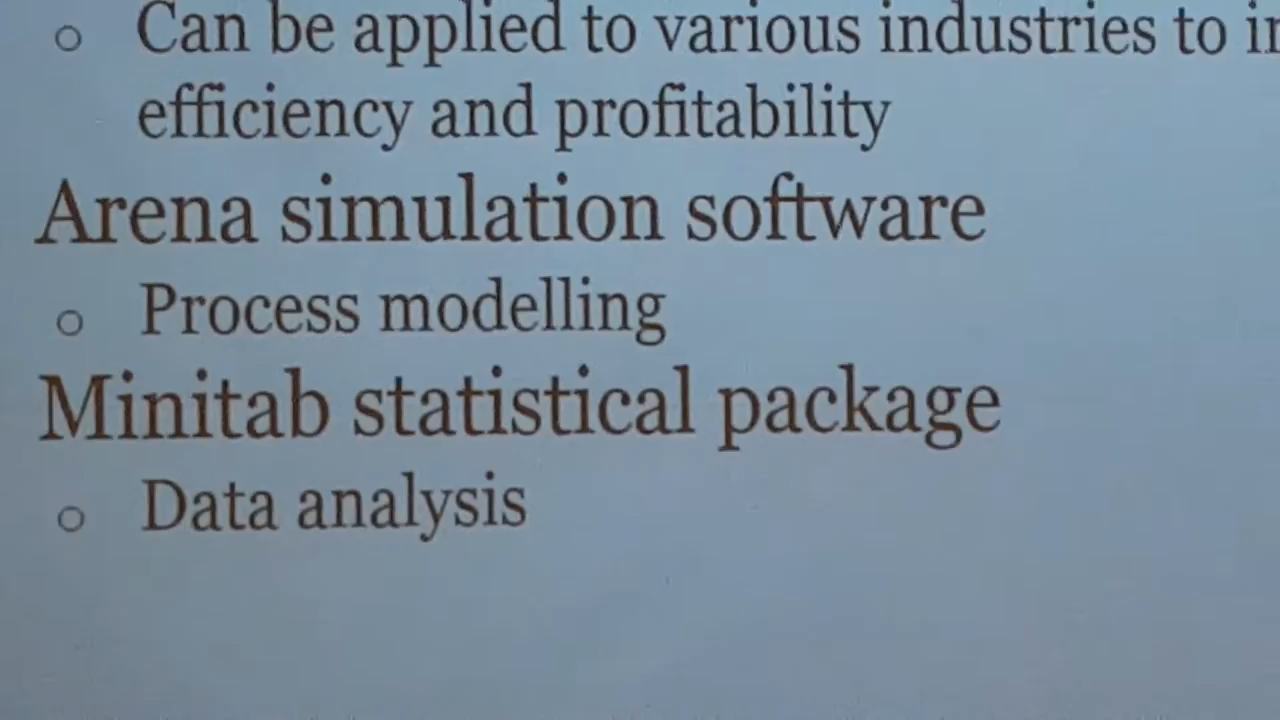 ○ Can be applied to various industries to
efficiency and profitability
Arena simulation software
○ Process modelling
Minitab statistical package
○ Data analysis